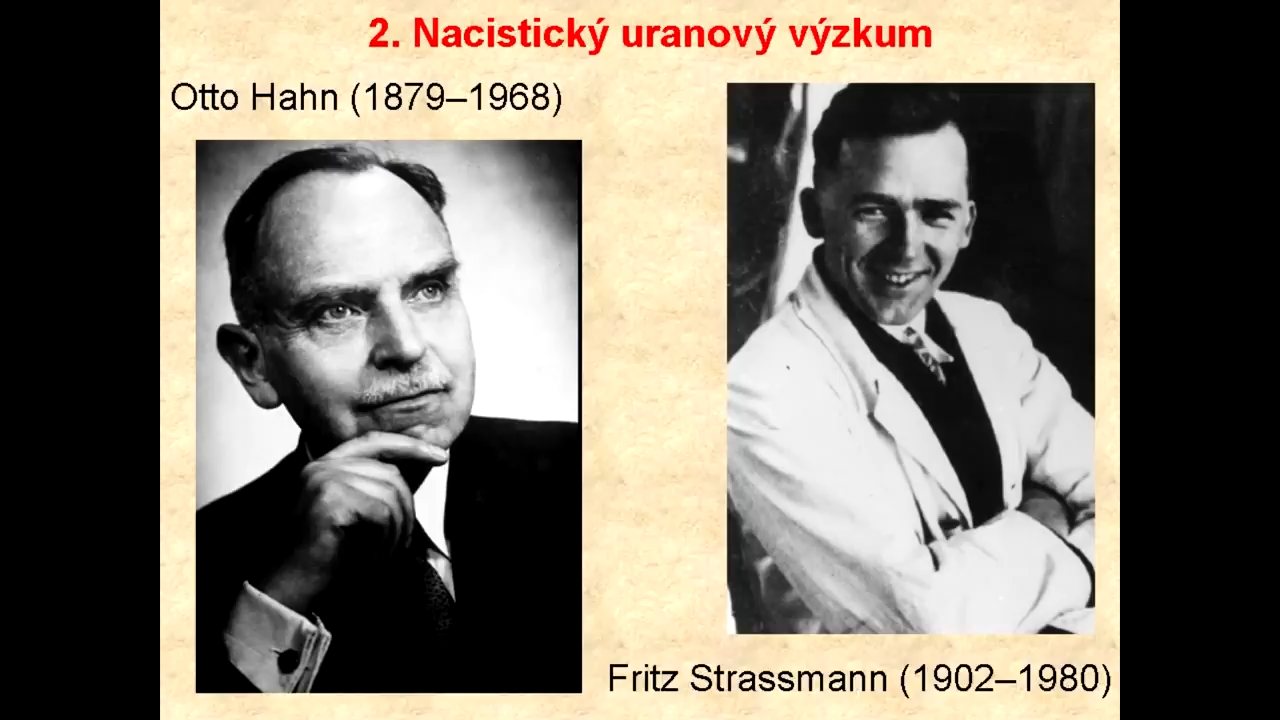 2. Nacistický uranový výzkum
Otto Hahn (1879–1968)
Fritz Strassmann (1902–1980)